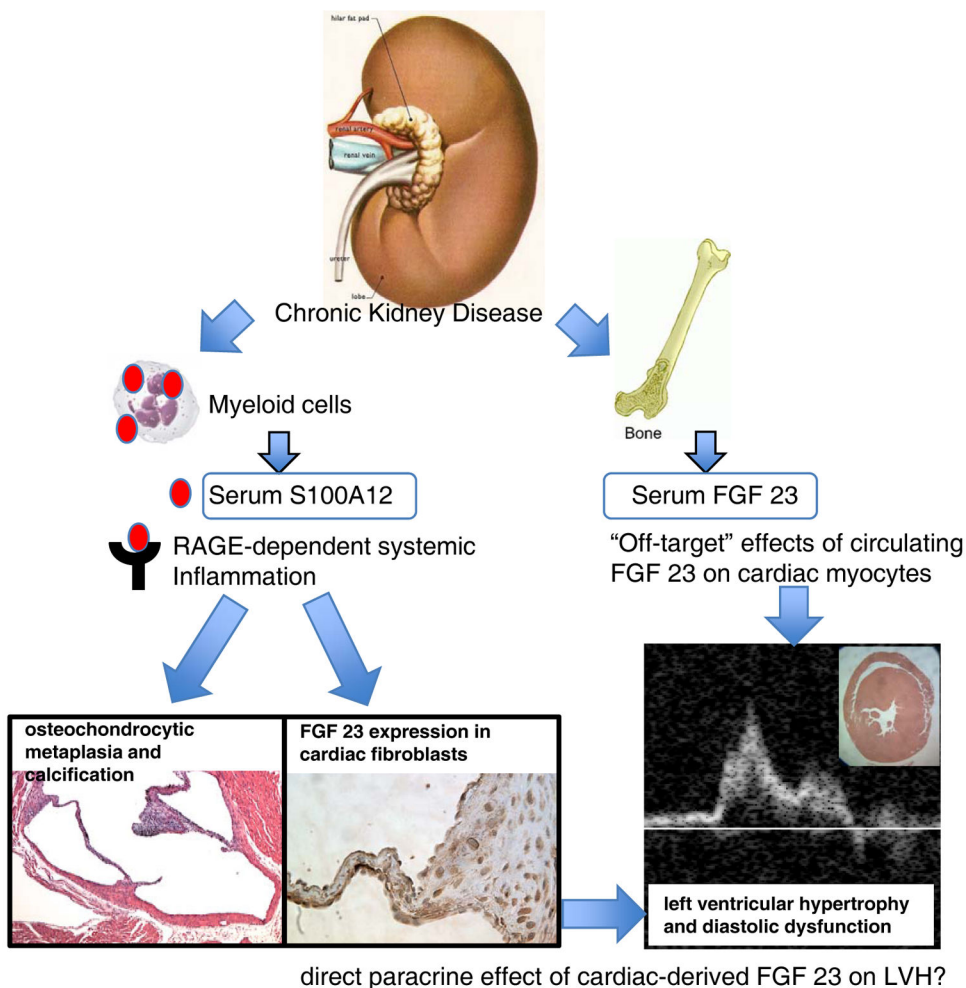 hilar fat pad
renal artery
renal vein
ureter
lobe
Chronic Kidney Disease
Bone
Myeloid cells
Serum S100A12
Serum FGF 23
RAGE-dependent systemic
Inflammation
“Off-target” effects of circulating
FGF 23 on cardiac myocytes
osteochondrocytic
metaplasia and
calcification
FGF 23 expression in
cardiac fibroblasts
left ventricular hypertrophy
and diastolic dysfunction
direct paracrine effect of cardiac-derived FGF 23 on LVH?